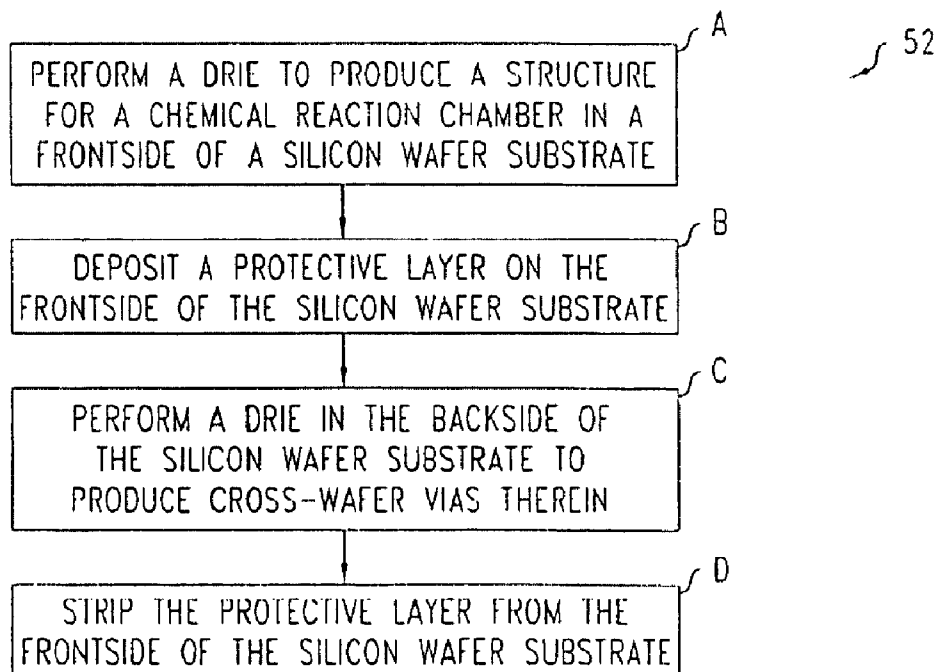 A
52
PERFORM A DRIE TO PRODUCE A STRUCTURE
FOR A CHEMICAL REACTION CHAMBER IN A
FRONTSIDE OF A SILICON WAFER SUBSTRATE
B
DEPOSIT A PROTECTIVE LAYER ON THE
FRONTSIDE OF THE SILICON WAFER SUBSTRATE
C
PERFORM A DRIE IN THE BACKSIDE OF
THE SILICON WAFER SUBSTRATE TO
PRODUCE CROSS-WAFER VIAS THEREIN
D
STRIP THE PROTECTIVE LAYER FROM THE
FRONTSIDE OF THE SILICON WAFER SUBSTRATE